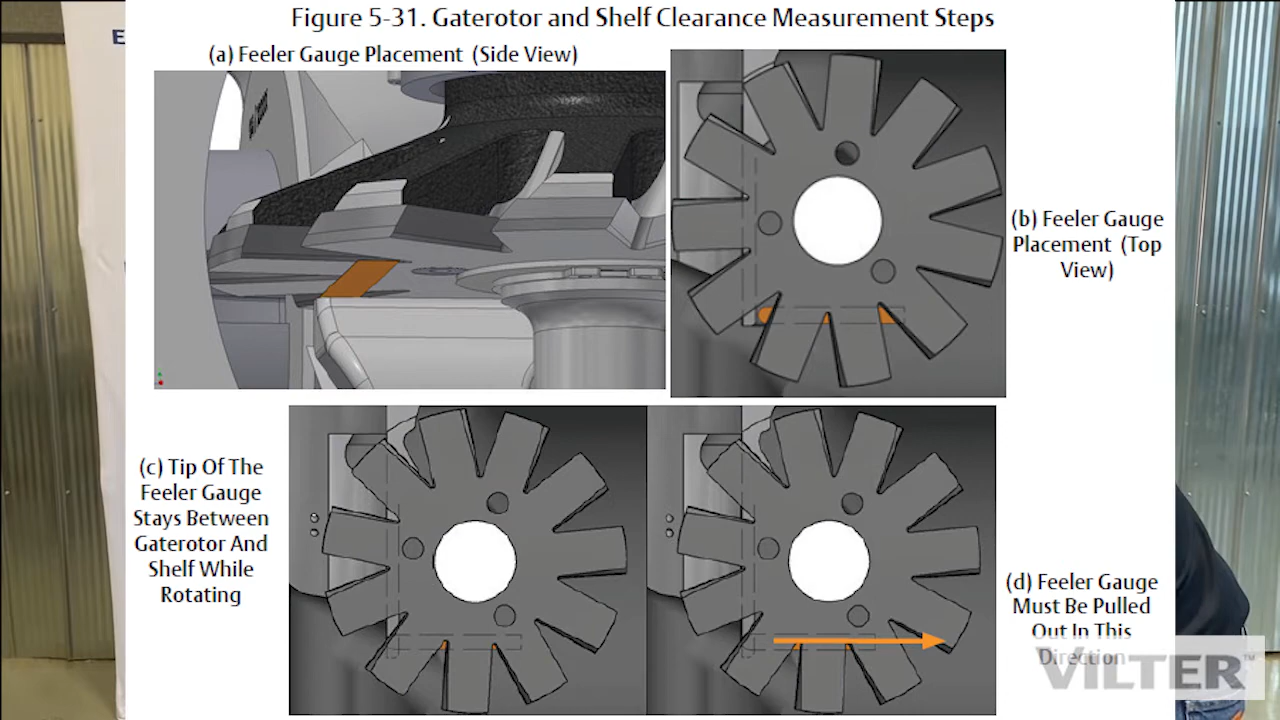 Figure 5-31. Gaterotor and Shelf Clearance Measurement Steps
(a) Feeler Gauge Placement (Side View)
(b) Feeler Gauge
Placement (Top
View)
(c) Tip Of The
Feeler Gauge
Stays Between
Gaterotor And
Shelf While
Rotating
(d) Feeler Gauge
Must Be Pulled
Out In This
Direction
VILTER™